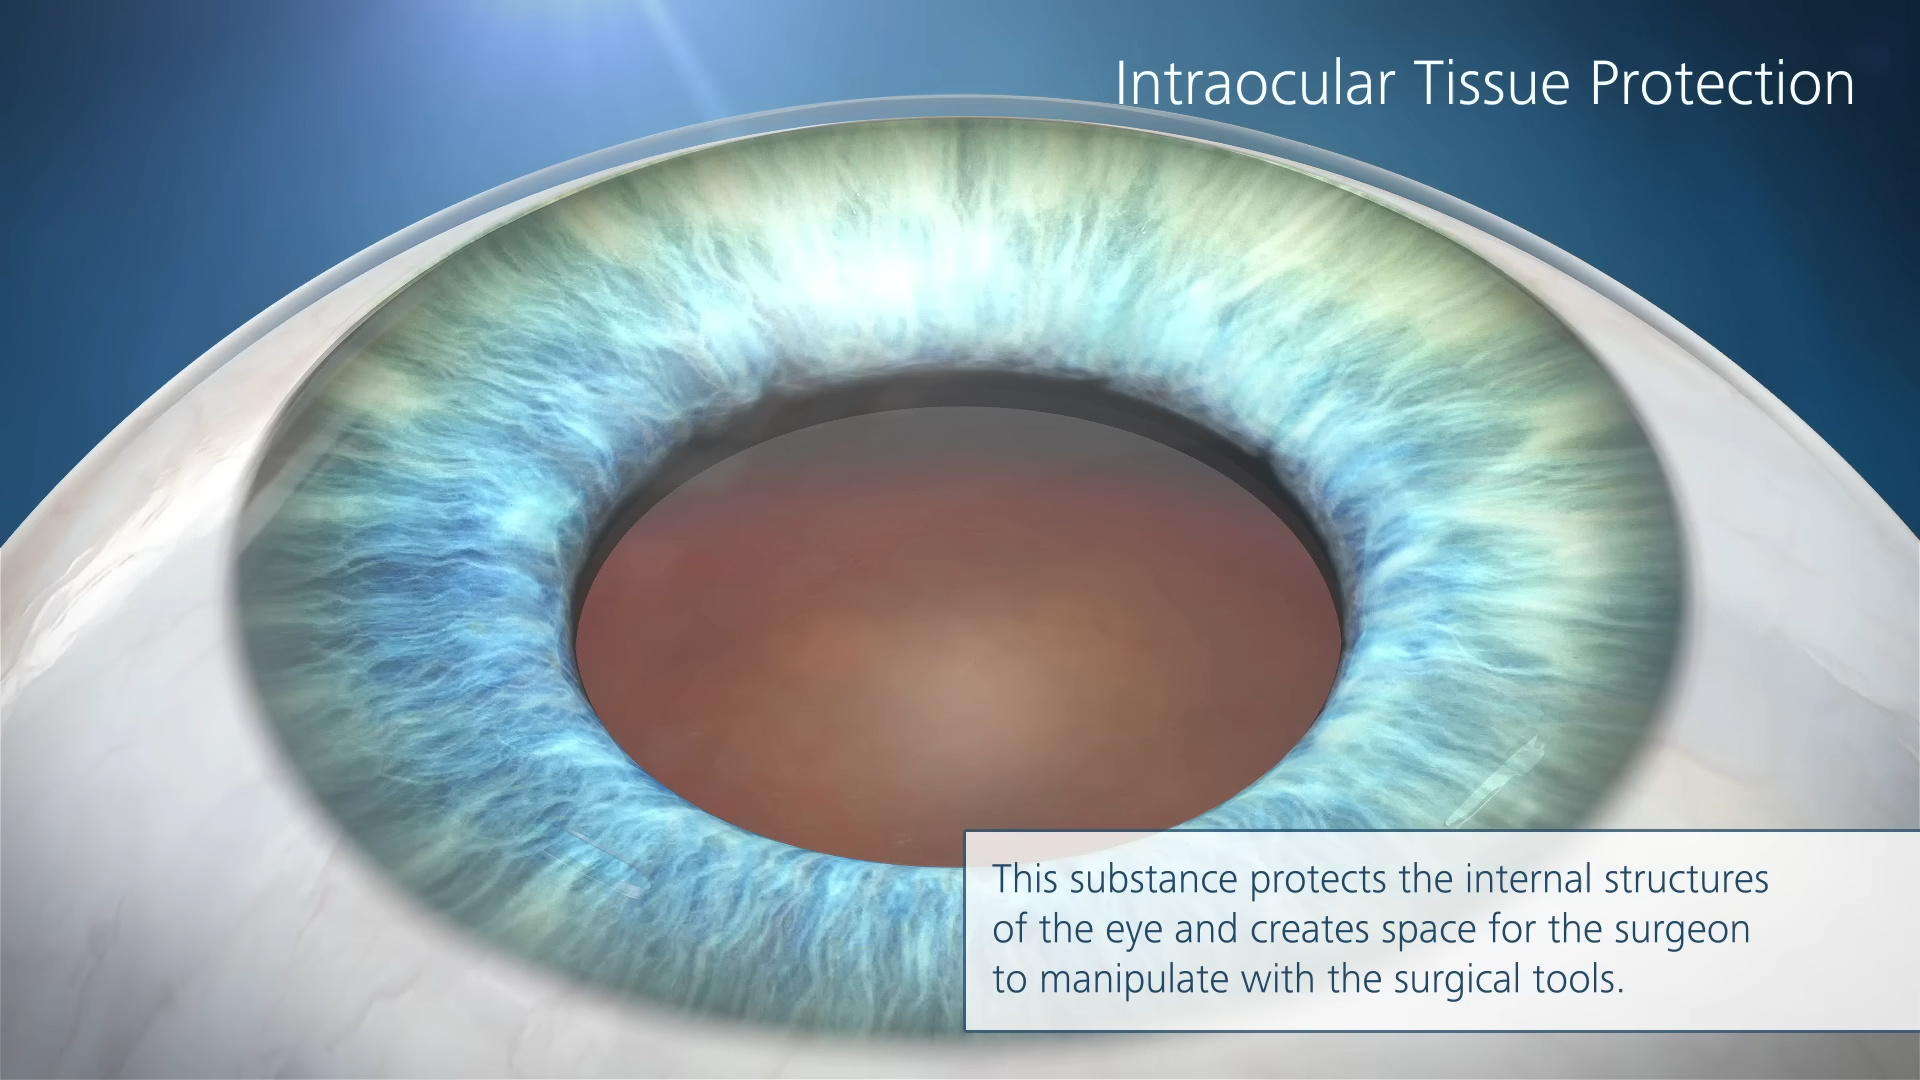 Intraocular Tissue Protection
This substance protects the internal structures
of the eye and creates space for the surgeon
to manipulate with the surgical tools.